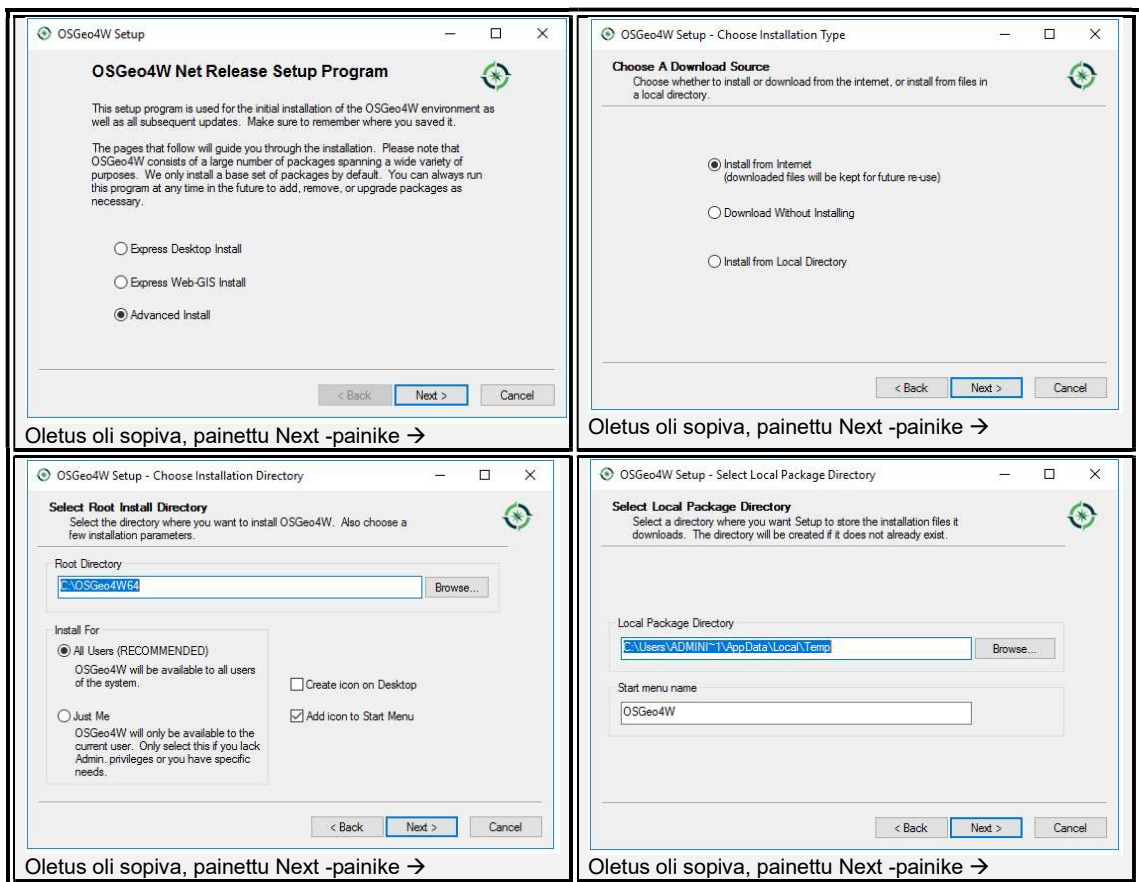 OSGeo4W Setup
OSGeo4W Net Release Setup Program
This setup program is used for the initial installation of the OSGeo4W environment as
well as all subsequent updates. Make sure to remember where you saved it.
The pages that follow will guide you through the installation. Please note that
OSGeo4W consists of a large number of packages spanning a wide variety of
purposes. We only install a base set of packages by default. You can always run
this program at any time in the future to add, remove, or upgrade packages as
necessary.
Express Desktop Install
Express Web-GIS Install
Advanced Install
< Back Next > Cancel
Oletus oli sopiva, painettu Next -painike →
OSGeo4W Setup - Choose Installation Type
Choose A Download Source
Choose whether to install or download from the internet, or install from files in
a local directory.
Install from Internet
(downloaded files will be kept for future re-use)
Download Without Installing
Install from Local Directory
< Back Next > Cancel
Oletus oli sopiva, painettu Next -painike →
OSGeo4W Setup - Choose Installation Directory
Select Root Install Directory
Select the directory where you want to install OSGeo4W. Also choose a
few installation parameters.
Root Directory
C:\OSGeo4W64 Browse...
Install For
All Users (RECOMMENDED)
OSGeo4W will be available to all users
of the system.
Just Me
OSGeo4W will only be available to the
current user. Only select this if you lack
Admin. privileges or you have specific
needs.
Create icon on Desktop
Add icon to Start Menu
< Back Next > Cancel
Oletus oli sopiva, painettu Next -painike →
OSGeo4W Setup - Select Local Package Directory
Select Local Package Directory
Select a directory where you want Setup to store the installation files it
downloads. The directory will be created if it does not already exist.
Local Package Directory
C:\Users\ADMINI~1\AppData\Local\Temp Browse...
Start menu name
OSGeo4W
< Back Next > Cancel
Oletus oli sopiva, painettu Next -painike →